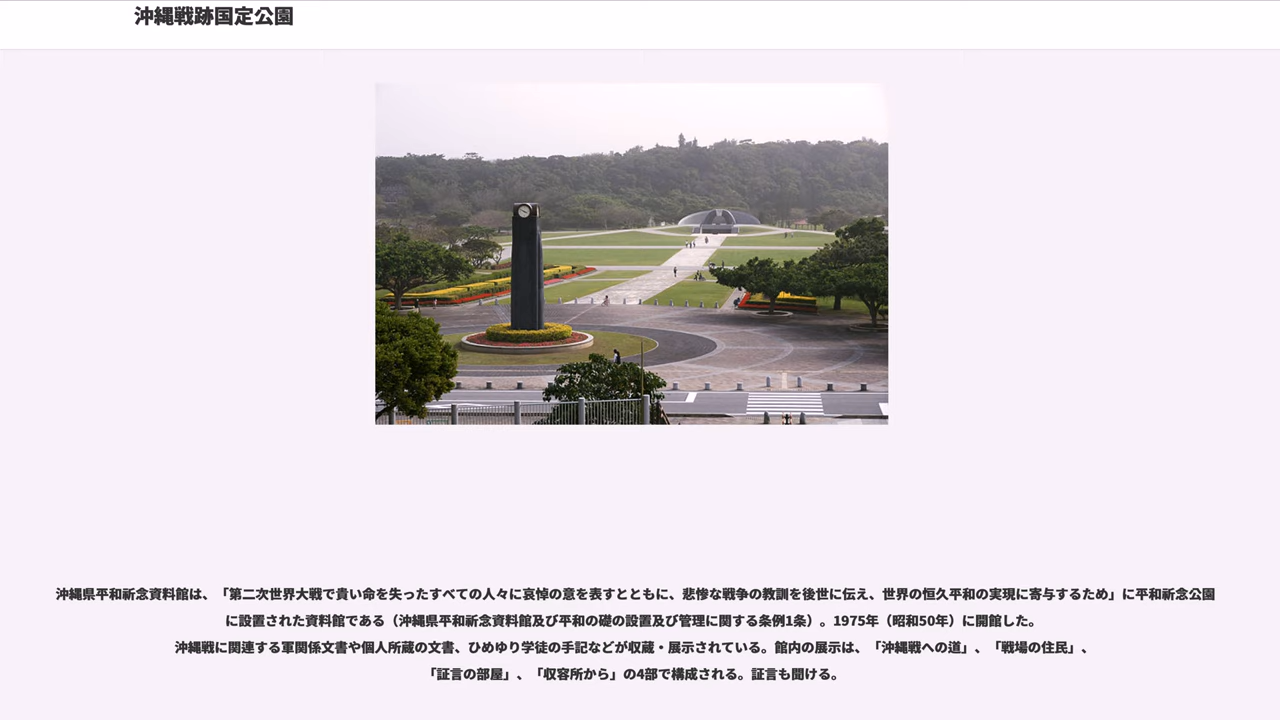 沖縄戦跡国定公園
沖縄県平和祈念資料館は、「第二次世界大戦で貴い命を失ったすべての人々に哀悼の意を表すとともに、悲惨な戦争の教訓を後世に伝え、世界の恒久平和の実現に寄与するため」に平和祈念公園
に設置された資料館である（沖縄県平和祈念資料館及び平和の礎の設置及び管理に関する条例1条）。1975年（昭和50年）に開館した。
沖縄戦に関連する軍関係文書や個人所蔵の文書、ひめゆり学徒の手記などが収蔵・展示されている。館内の展示は、「沖縄戦への道」、「戦場の住民」、
「証言の部屋」、「収容所から」の4部で構成される。証言も聞ける。